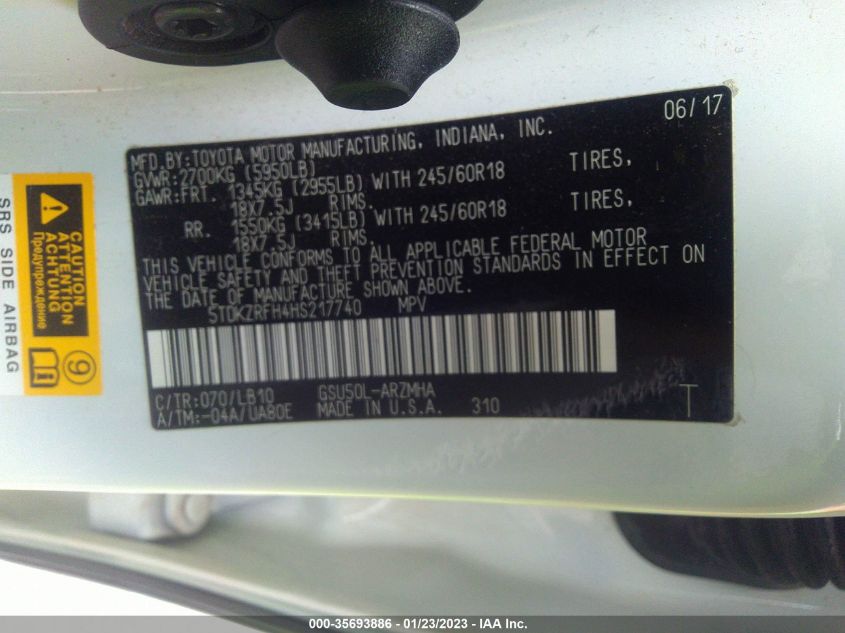 06/17
MFD.BY:TOYOTA MOTOR MANUFACTURING, INDIANA, INC.
GVWR:2700KG (5950LB)
GAWR:FRT. 1345KG (2955LB) WITH 245/60R18 TIRES,
18X7.5J RIMS.
RR. 1550KG (3415LB) WITH 245/60R18 TIRES,
18X7.5J RIMS.
THIS VEHICLE CONFORMS TO ALL APPLICABLE FEDERAL MOTOR
VEHICLE SAFETY AND THEFT PREVENTION STANDARDS IN EFFECT ON
THE DATE OF MANUFACTURE SHOWN ABOVE.
5TDKZRFH4HS217740 MPV
C/TR:070/LB10 GSU50L-ARZMHA
A/TM:-04A/UA80E MADE IN U.S.A. 310
T
CAUTION
ACHTUNG
Предупреждение
9
SRS SIDE AIRBAG
000-35693886 - 01/23/2023 - IAA Inc.